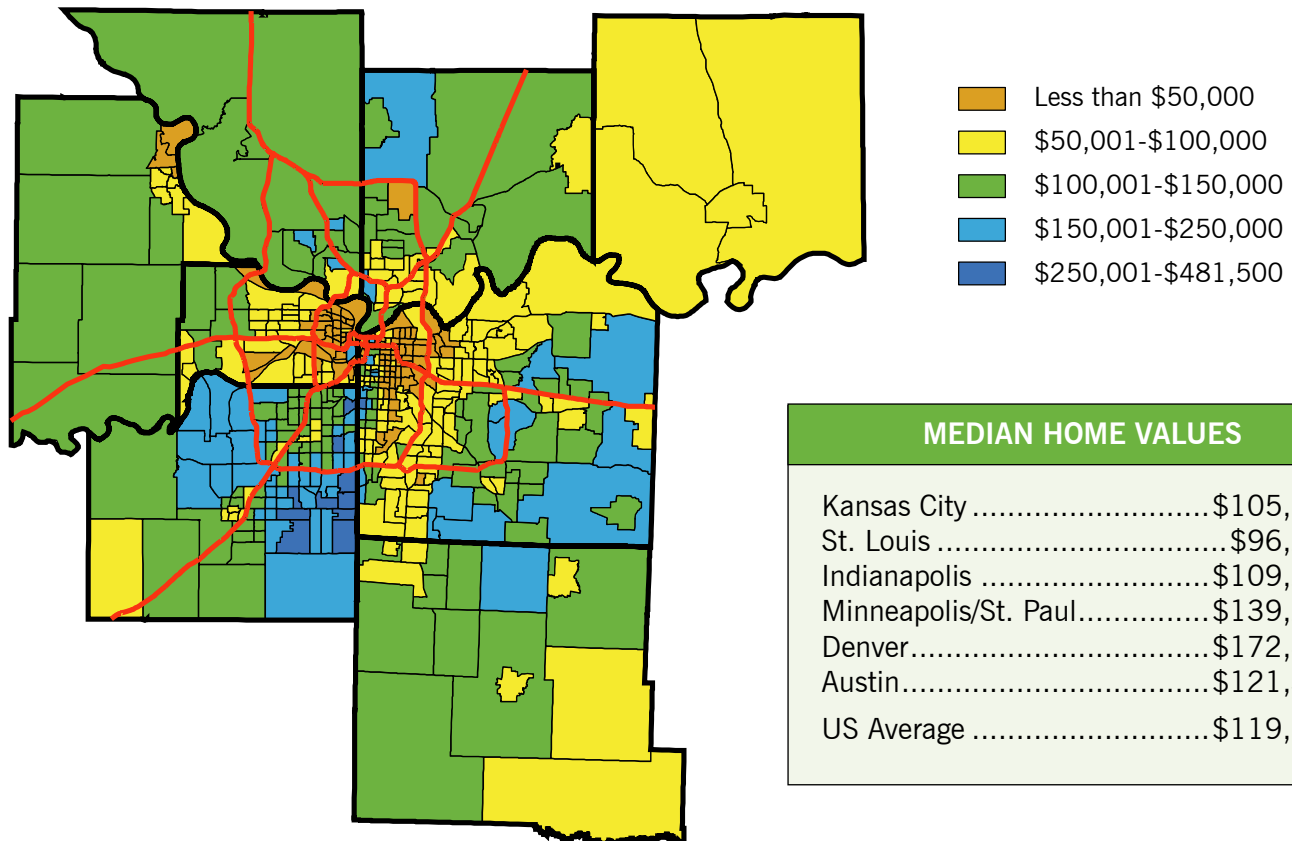 Less than $50,000
$50,001-$100,000
$100,001-$150,000
$150,001-$250,000
$250,001-$481,500
MEDIAN HOME VALUES
Kansas City ........................... $105,
St. Louis ................................. $96,
Indianapolis .......................... $109,
Minneapolis/St. Paul............... $139,
Denver.................................. $172,
Austin................................... $121,
US Average ........................... $119,